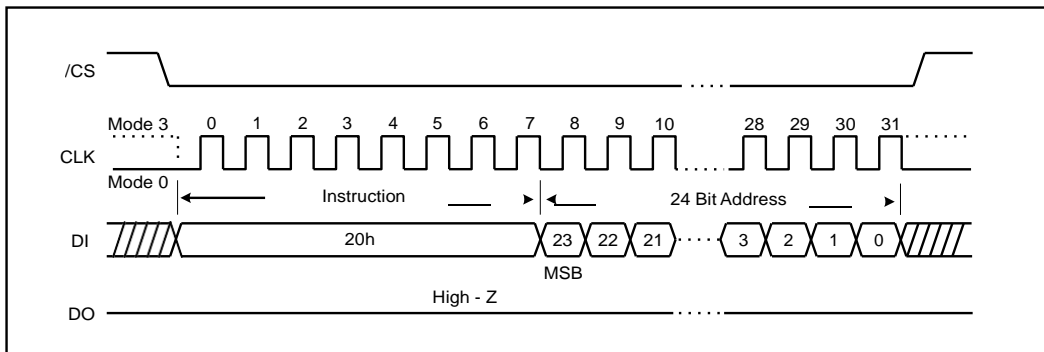 /CS
Mode 3 0 1 2 3 4 5 6 7 8 9 10 28 29 30 31
CLK
Mode 0
Instruction 24 Bit Address
DI 20h 23 22 21 3 2 1 0
MSB
High - Z
DO